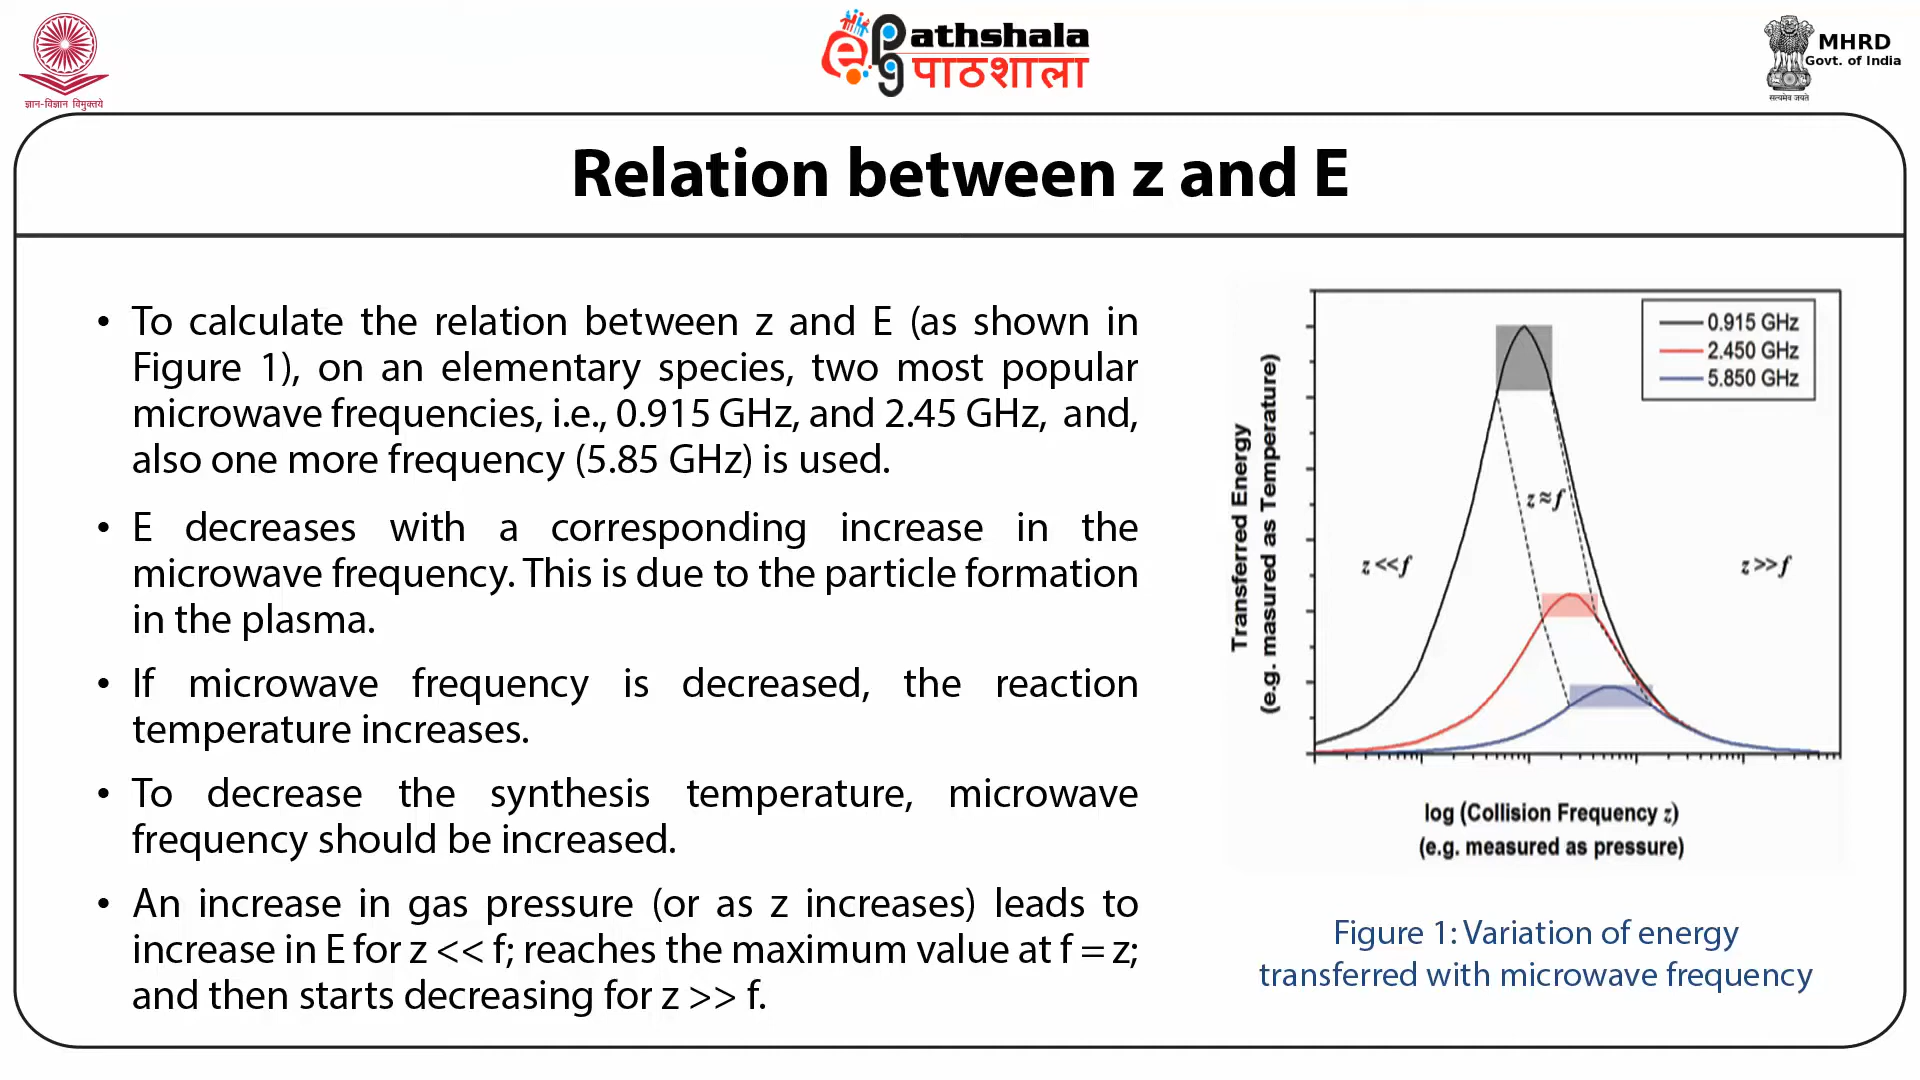 ज्ञान-विज्ञान विमुक्तये
ePathshala
पाठशाला
MHRD
Govt. of India
सत्यमेव जयते
Relation between z and E
• To calculate the relation between z and E (as shown in
Figure 1), on an elementary species, two most popular
microwave frequencies, i.e., 0.915 GHz, and 2.45 GHz, and,
also one more frequency (5.85 GHz) is used.
• E decreases with a corresponding increase in the
microwave frequency. This is due to the particle formation
in the plasma.
• If microwave frequency is decreased, the reaction
temperature increases.
• To decrease the synthesis temperature, microwave
frequency should be increased.
• An increase in gas pressure (or as z increases) leads to
increase in E for z << f; reaches the maximum value at f = z;
and then starts decreasing for z >> f.
Transferred Energy
(e.g. masured as Temperature)
0.915 GHz
2.450 GHz
5.850 GHz
z ≈ f
z <<f
z >>f
log (Collision Frequency z)
(e.g. measured as pressure)
Figure 1: Variation of energy
transferred with microwave frequency